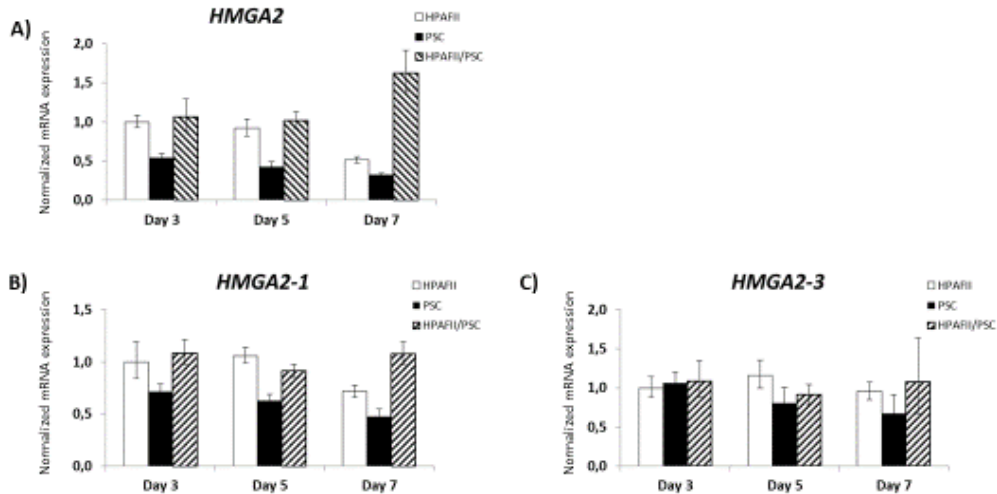 A)
HMGA2
HPAFII
PSC
HPAFII/PSC
Normalized mRNA expression
2,0
1,5
1,0
0,5
0,0
Day 3 Day 5 Day 7
B)
HMGA2-1
HPAFII
PSC
HPAFII/PSC
Normalized mRNA expression
1,5
1,0
0,5
0,0
Day 3 Day 5 Day 7
C)
HMGA2-3
HPAFII
PSC
HPAFII/PSC
Normalized mRNA expression
2,0
1,5
1,0
0,5
0,0
Day 3 Day 5 Day 7